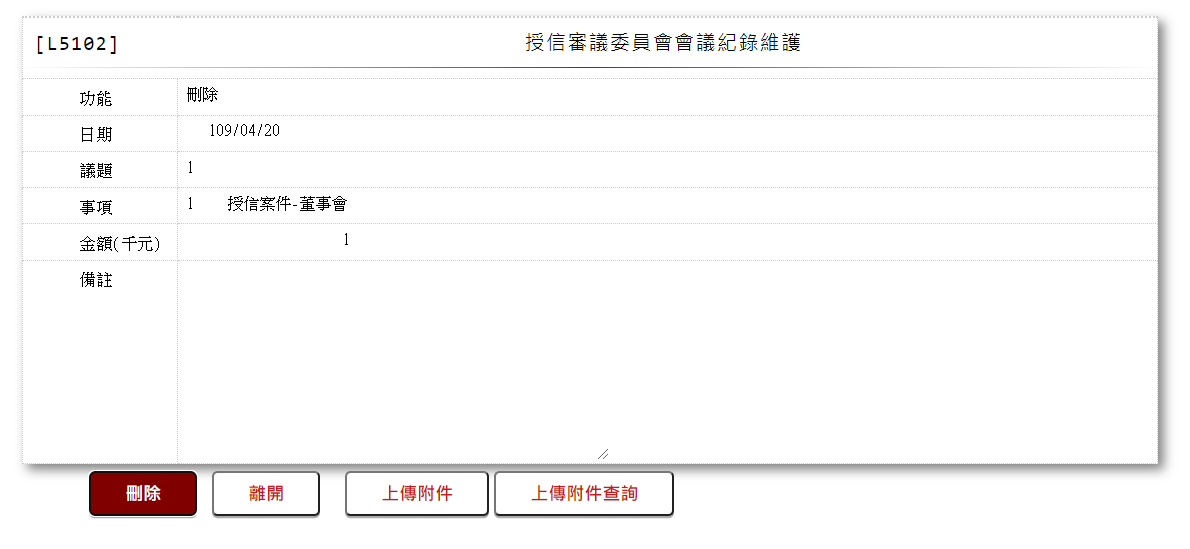 [L5102] 授信審議委員會會議紀錄維護
功能 刪除
日期 109/04/20
議題 1
事項 1 授信案件-董事會
金額(千元) 1
備註
刪除 離開 上傳附件 上傳附件查詢